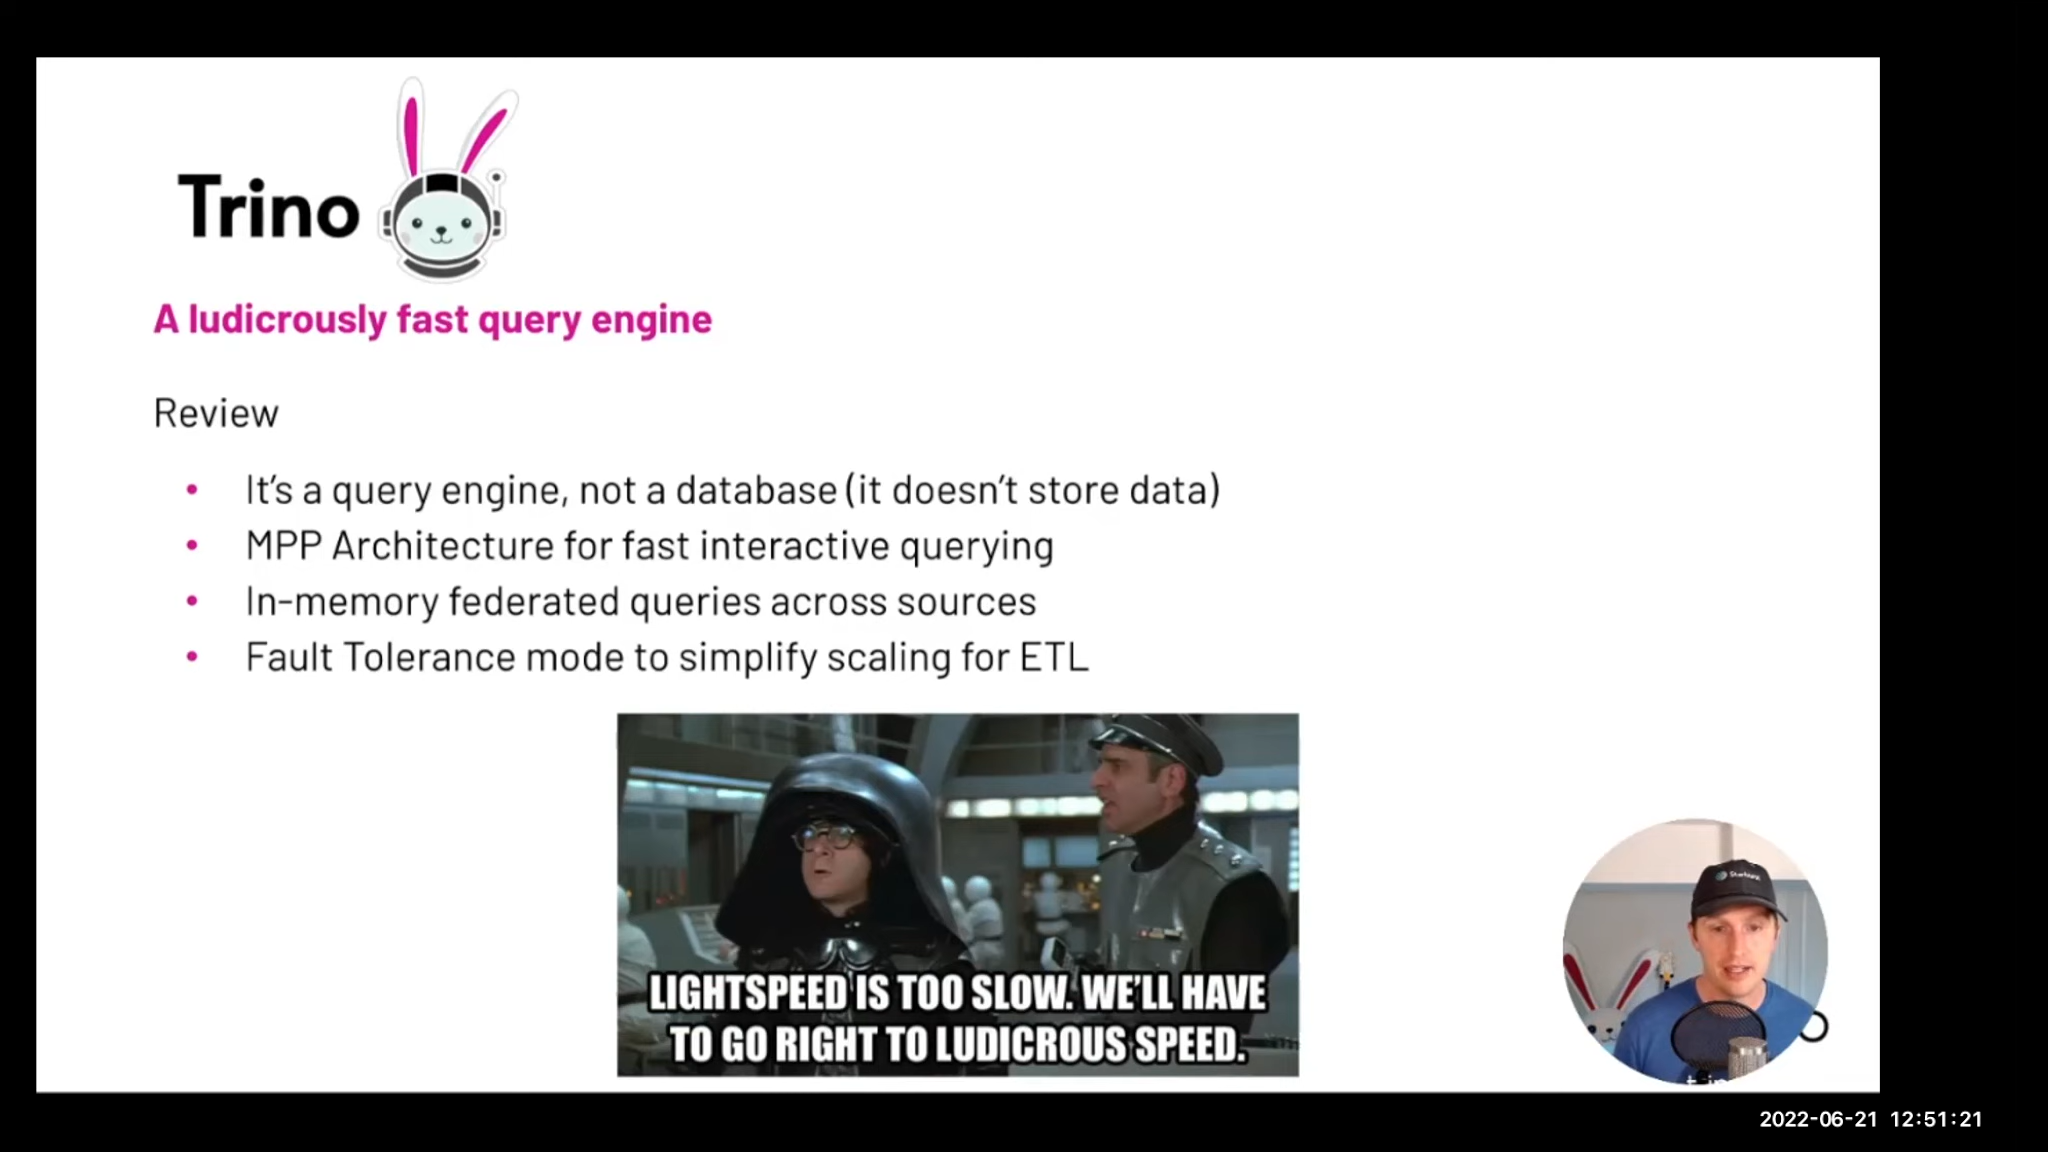 Trino
A ludicrously fast query engine
Review
• It's a query engine, not a database (it doesn't store data)
• MPP Architecture for fast interactive querying
• In-memory federated queries across sources
• Fault Tolerance mode to simplify scaling for ETL
LIGHTSPEED IS TOO SLOW. WE'LL HAVE
TO GO RIGHT TO LUDICROUS SPEED.
Starburst
2022-06-21 12:51:21